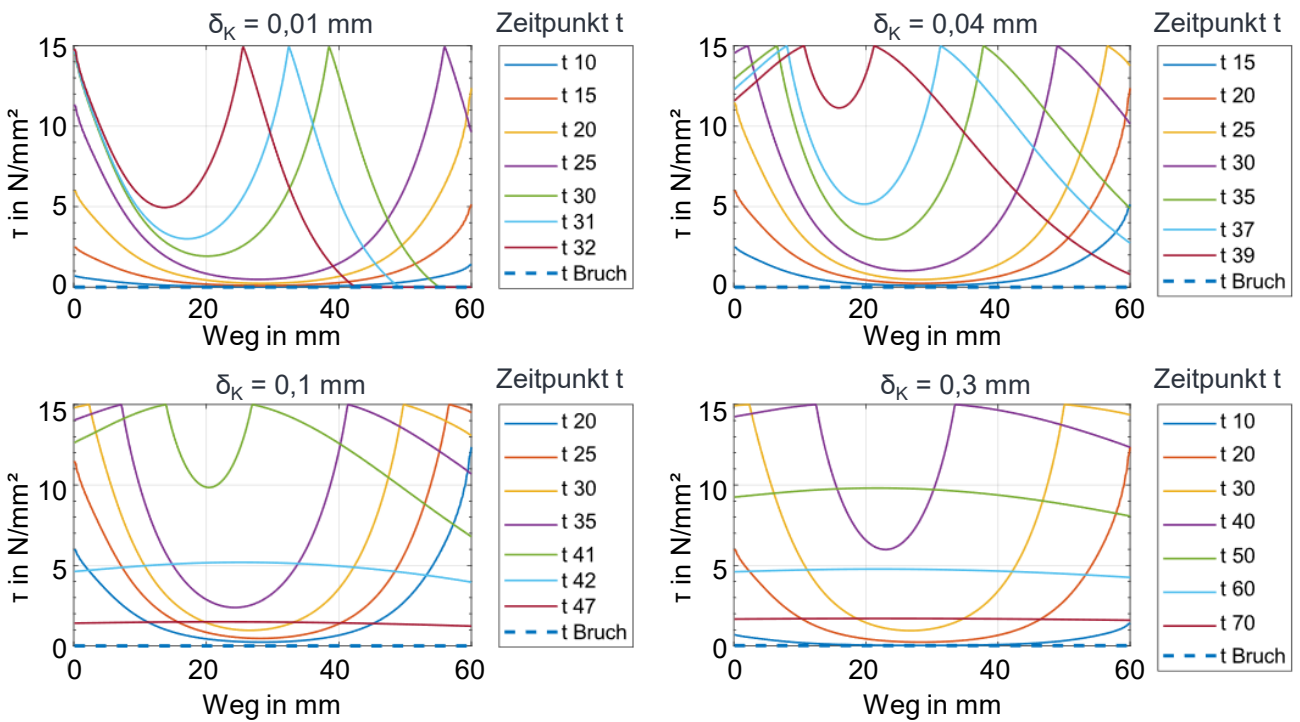 δK = 0,01 mm
Zeitpunkt t
15
10
5
0
τ in N/mm²
0 20 40 60
Weg in mm
t 10
t 15
t 20
t 25
t 30
t 31
t 32
t Bruch
δK = 0,04 mm
Zeitpunkt t
15
10
5
0
τ in N/mm²
0 20 40 60
Weg in mm
t 15
t 20
t 25
t 30
t 35
t 37
t 39
t Bruch
δK = 0,1 mm
Zeitpunkt t
15
10
5
0
τ in N/mm²
0 20 40 60
Weg in mm
t 20
t 25
t 30
t 35
t 41
t 42
t 47
t Bruch
δK = 0,3 mm
Zeitpunkt t
15
10
5
0
τ in N/mm²
0 20 40 60
Weg in mm
t 10
t 20
t 30
t 40
t 50
t 60
t 70
t Bruch